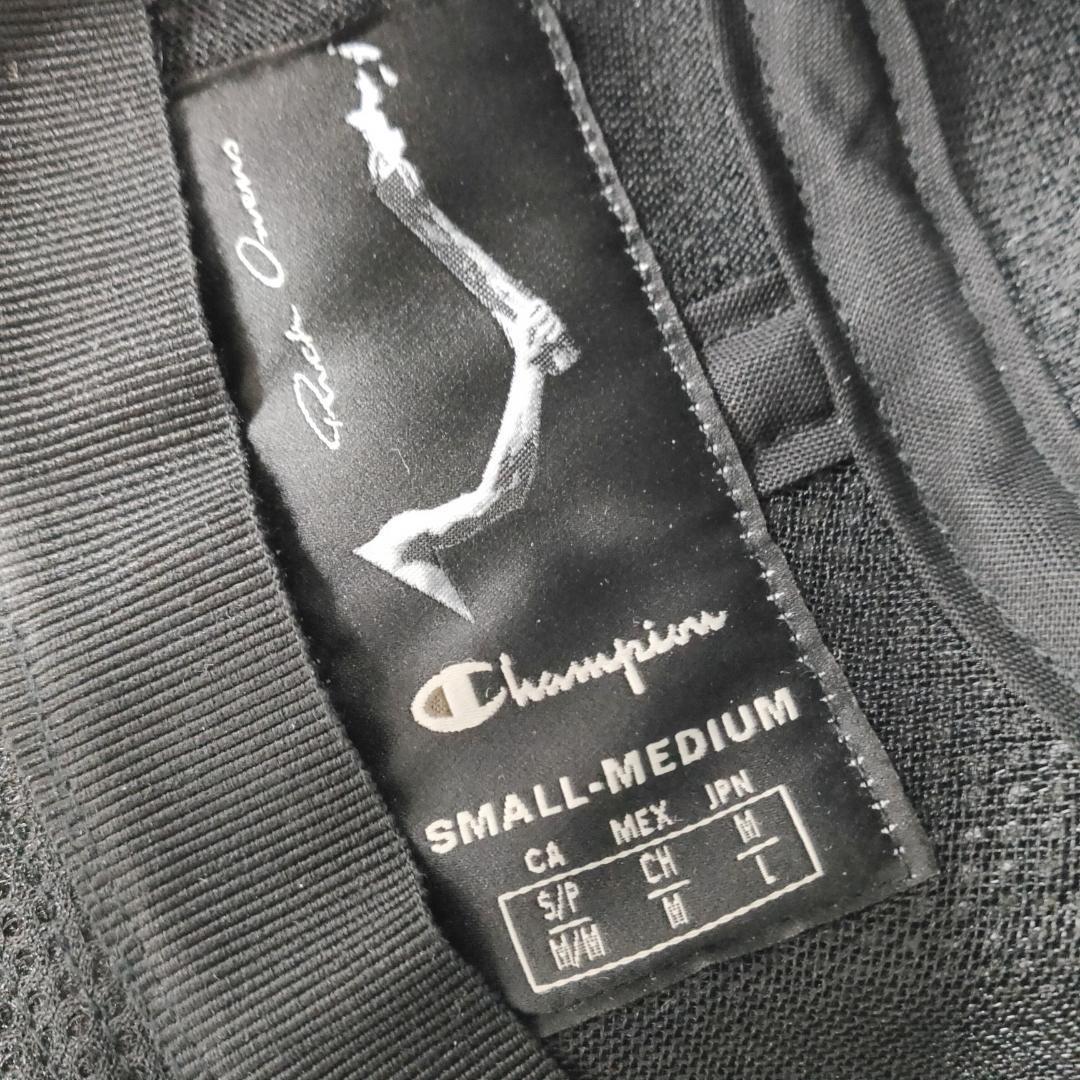 Rick Owens
Champion
SMALL-MEDIUM
CA MEX JPN
S/P CH M
M/M M L